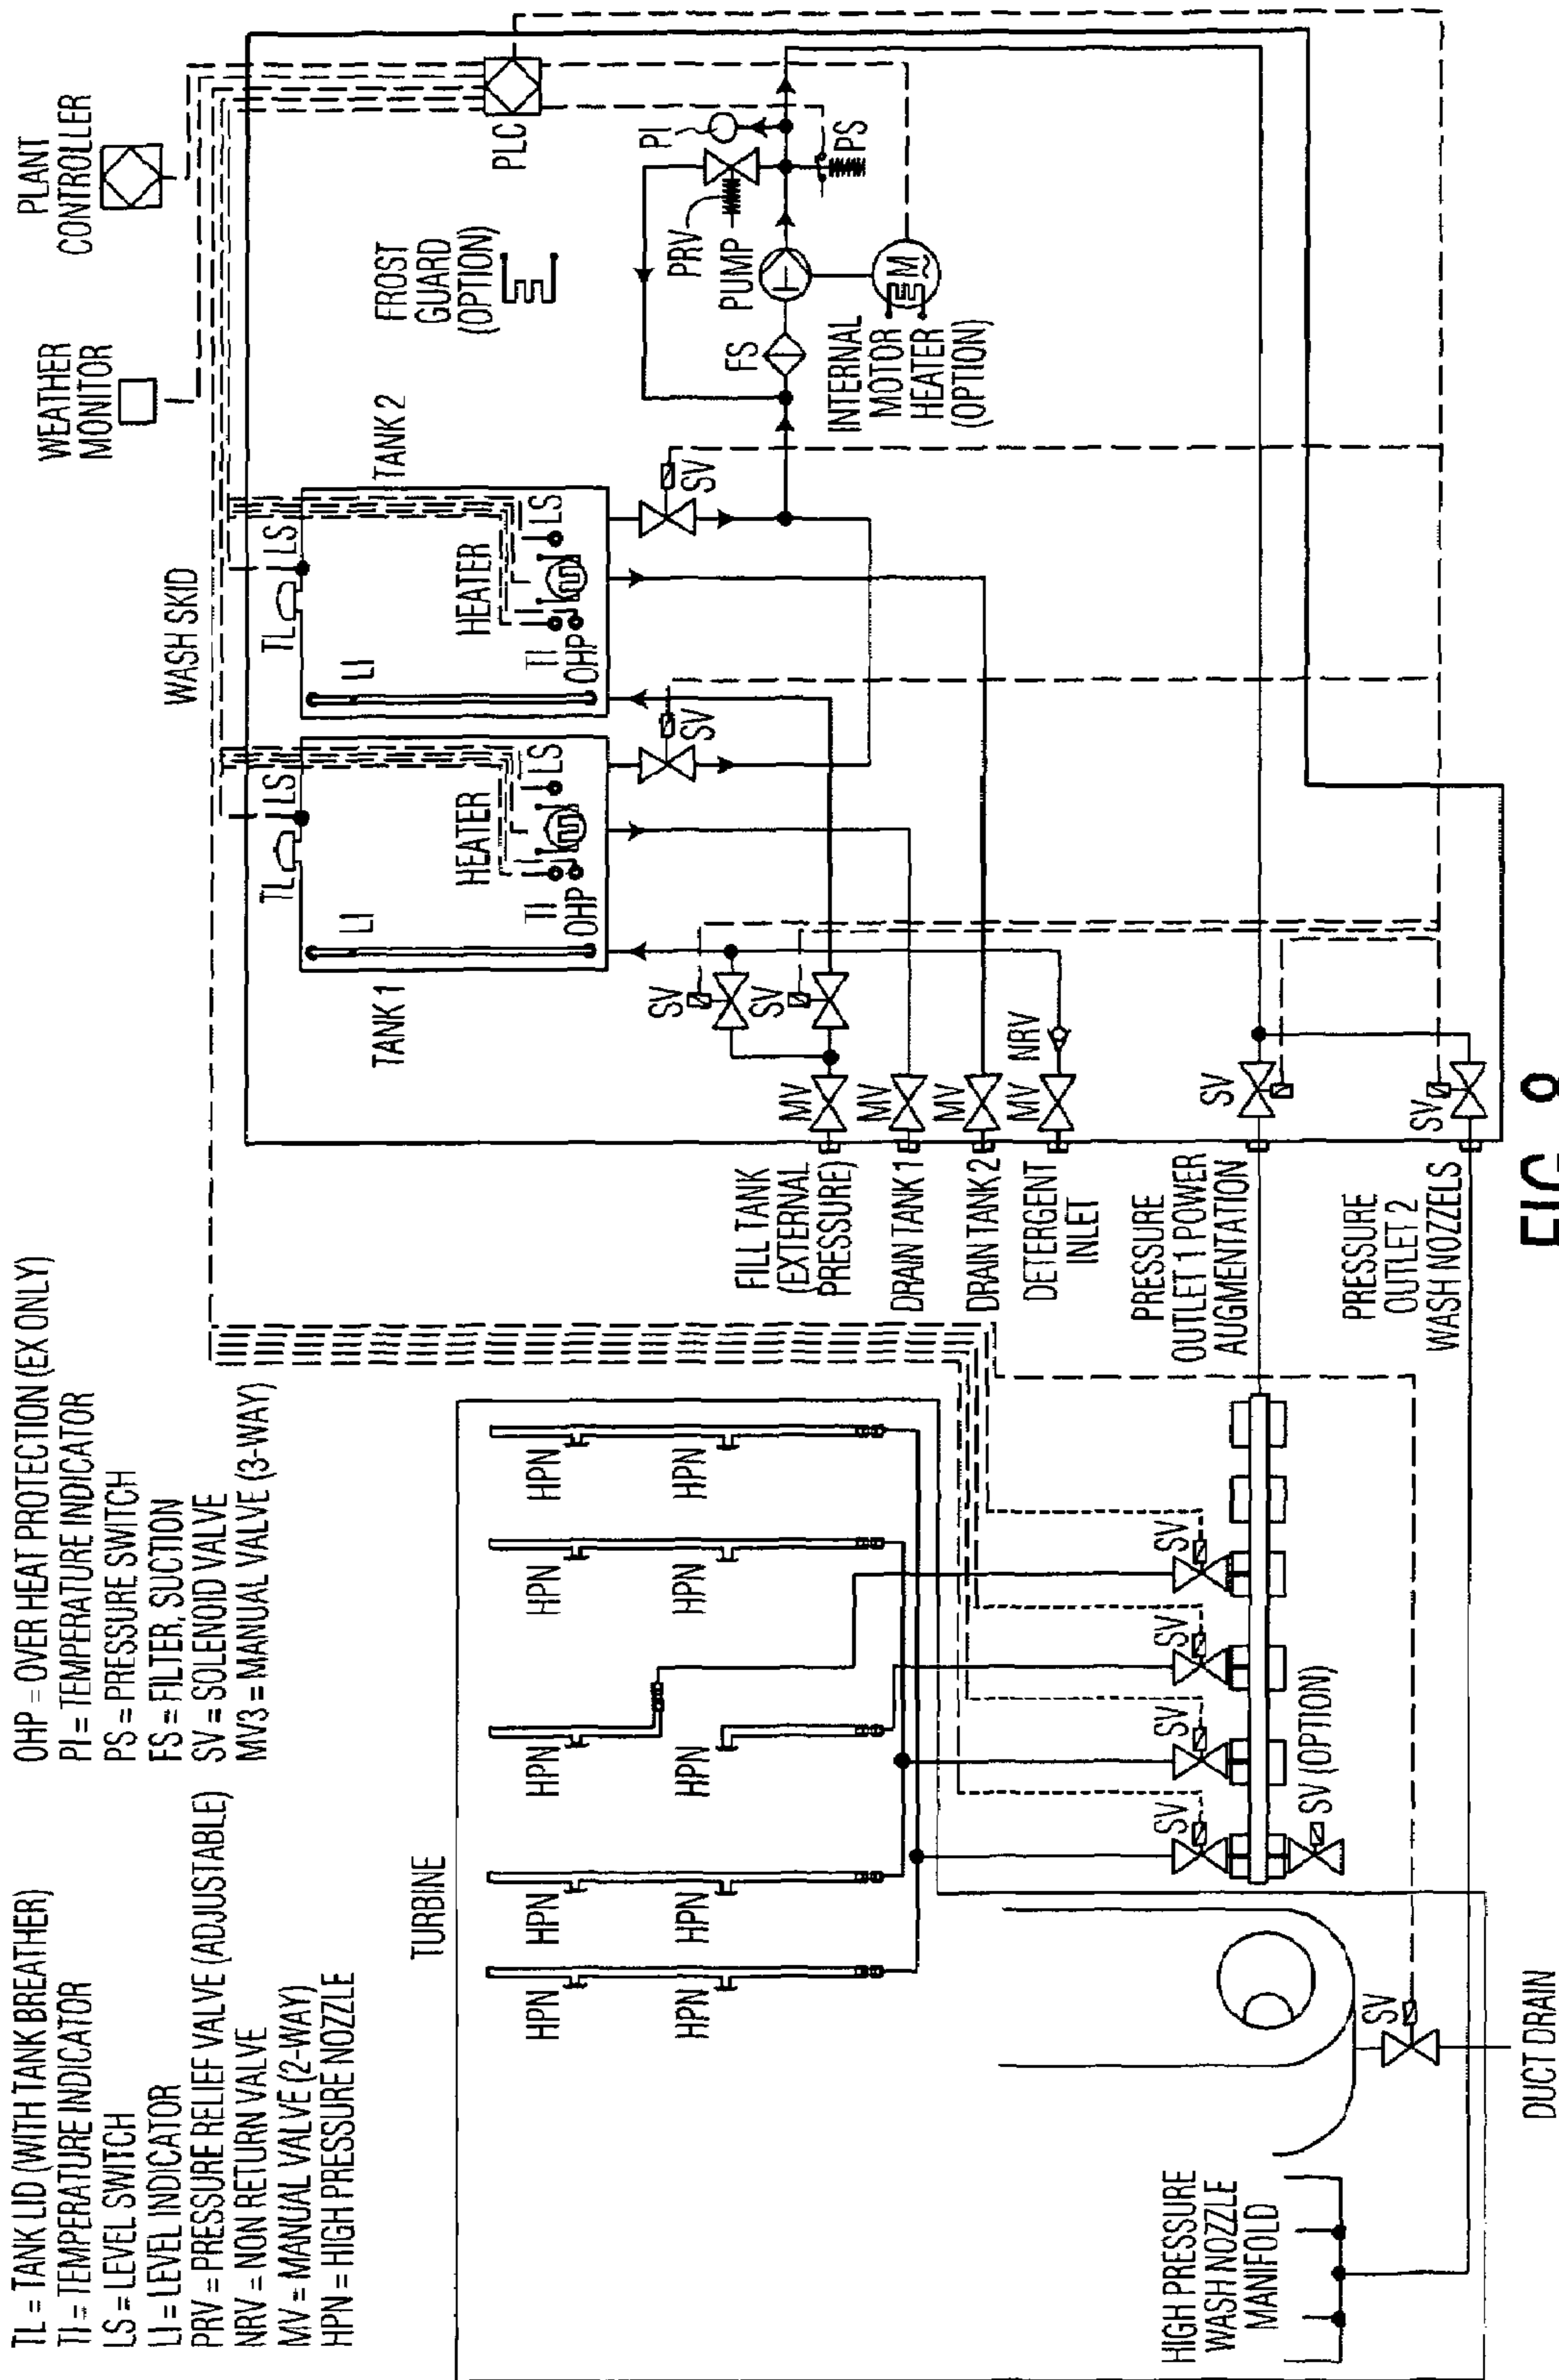 TL = TANK LID (WITH TANK BREATHER)
TI = TEMPERATURE INDICATOR
LS = LEVEL SWITCH
LI = LEVEL INDICATOR
PRV = PRESSURE RELIEF VALVE (ADJUSTABLE)
NRV = NON RETURN VALVE
MV = MANUAL VALVE (2-WAY)
HPN = HIGH PRESSURE NOZZLE
OHP = OVER HEAT PROTECTION (EX ONLY)
PI = TEMPERATURE INDICATOR
PS = PRESSURE SWITCH
FS = FILTER, SUCTION
SV = SOLENOID VALVE
MV3 = MANUAL VALVE (3-WAY)
WEATHER
MONITOR
PLANT
CONTROLLER
WASH SKID
TURBINE
TANK 1
TL
LS
LI
HEATER
TI
OHP
LS
TANK 2
TL
LS
LI
HEATER
TI
OHP
LS
FROST
GUARD
(OPTION)
PLC
PI
PRV
PS
PUMP
FS
M
INTERNAL
MOTOR
HEATER
(OPTION)
SV
SV
SV
SV
MV
MV
MV
MV
NRV
SV
SV
FILL TANK
(EXTERNAL
PRESSURE)
DRAIN TANK 1
DRAIN TANK 2
DETERGENT
INLET
PRESSURE
OUTLET 1 POWER
AUGMENTATION
PRESSURE
OUTLET 2
WASH NOZZELS
HPN
HPN
HPN
HPN
HPN
HPN
HPN
HPN
HPN
HPN
SV
SV
SV
SV
SV (OPTION)
SV
HIGH PRESSURE
WASH NOZZLE
MANIFOLD
DUCT DRAIN
FIG. 8